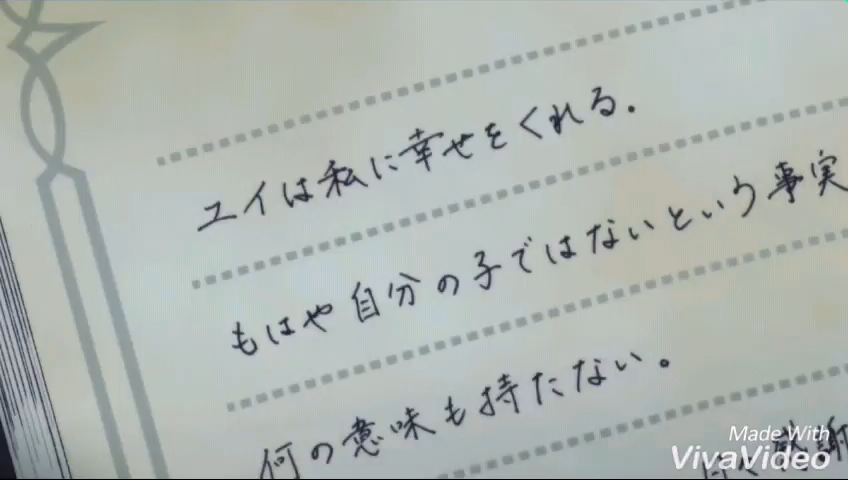 ユイは私に幸せをくれる。
もはや自分の子ではないという事実
何の意味も持たない。
感謝
Made With
VivaVideo